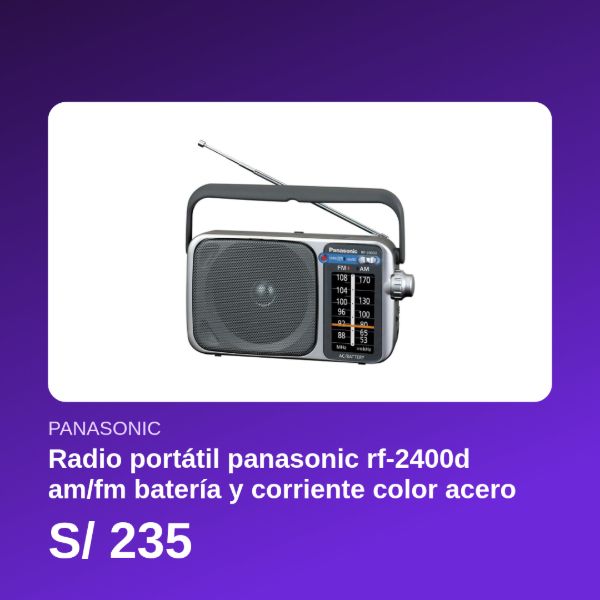 Panasonic
FM AM
108 170
104
100 130
96 100
92 80
88 65
53
MHz
AC/BATTERY
PANASONIC
Radio portátil panasonic rf-2400d
am/fm batería y corriente color acero
S/ 235